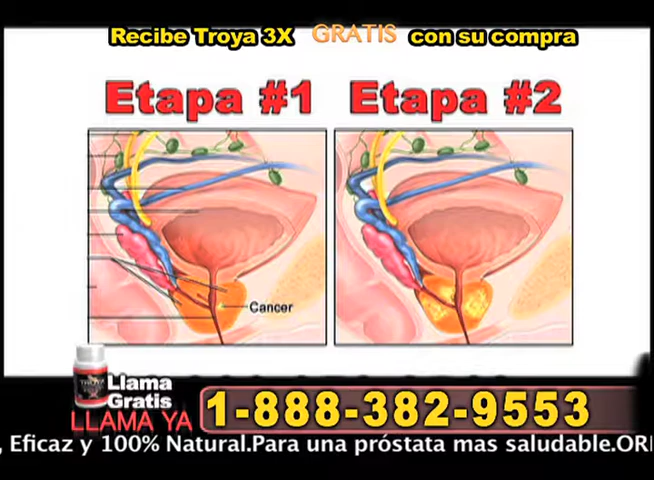 Recibe Troya 3X GRATIS con su compra
Etapa #1 Etapa #2
Cancer
TROYA
Llama
Gratis
LLAMA YA
1-888-382-9553
, Eficaz y 100% Natural.Para una próstata mas saludable.ORI